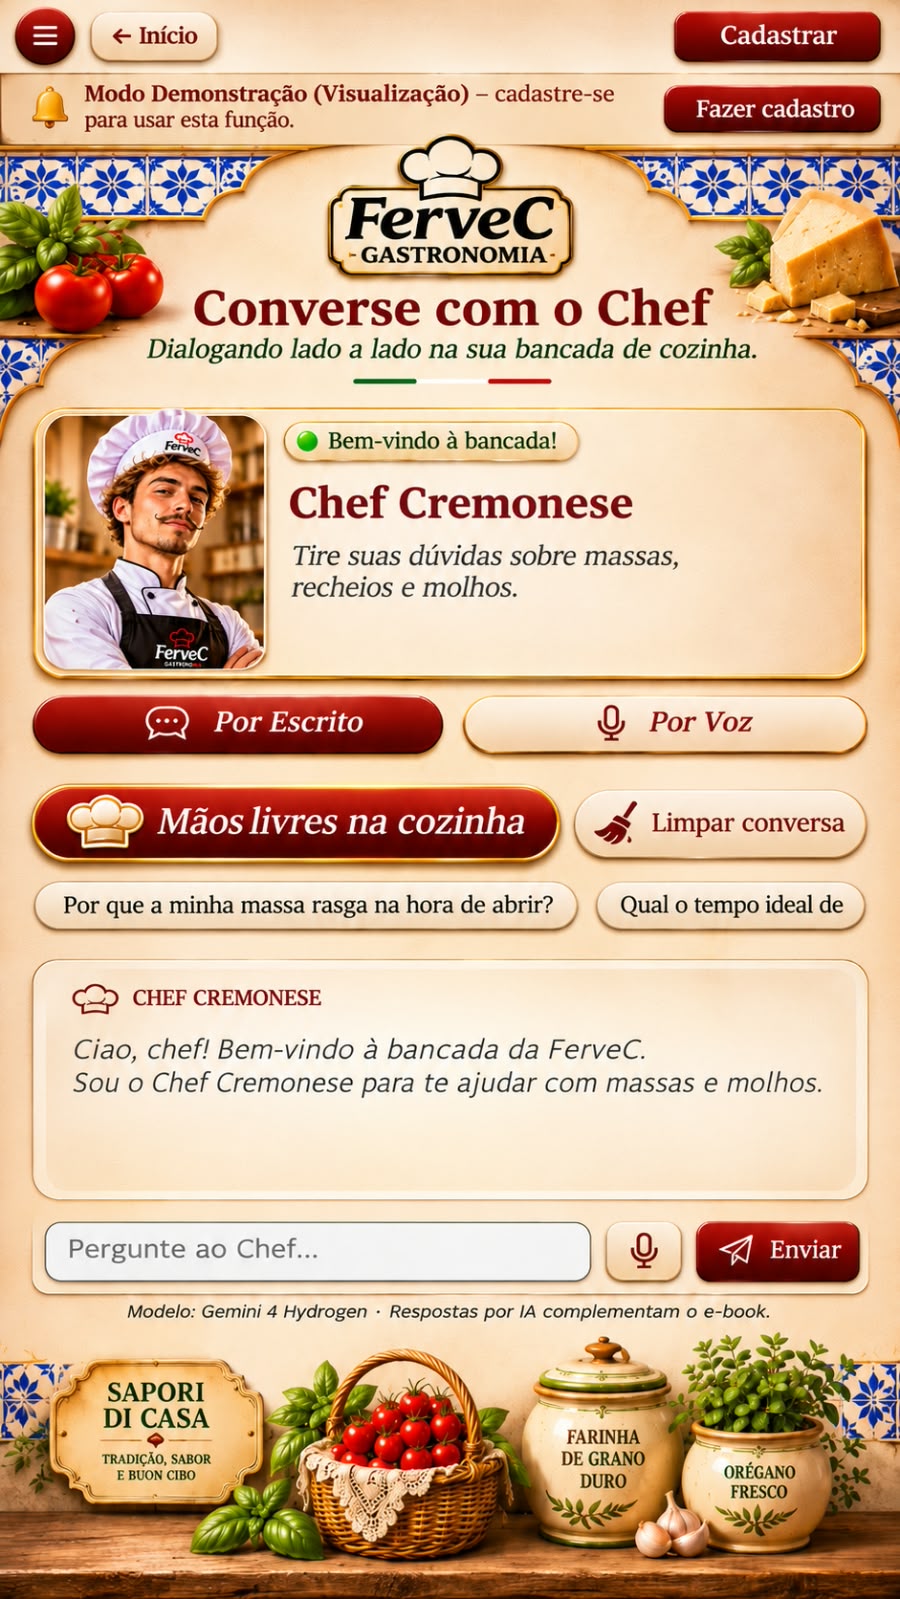 ← Início
Cadastrar
Modo Demonstração (Visualização) – cadastre-se
para usar esta função.
Fazer cadastro
FerveC
GASTRONOMIA
Converse com o Chef
Dialogando lado a lado na sua bancada de cozinha.
FerveC
FerveC
GASTRONOMIA
Bem-vindo à bancada!
Chef Cremonese
Tire suas dúvidas sobre massas,
recheios e molhos.
Por Escrito
Por Voz
Mãos livres na cozinha
Limpar conversa
Por que a minha massa rasga na hora de abrir?
Qual o tempo ideal de
CHEF CREMONESE
Ciao, chef! Bem-vindo à bancada da FerveC.
Sou o Chef Cremonese para te ajudar com massas e molhos.
Pergunte ao Chef...
Enviar
Modelo: Gemini 4 Hydrogen · Respostas por IA complementam o e-book.
SAPORI
DI CASA
TRADIÇÃO, SABOR
E BUON CIBO
FARINHA
DE GRANO
DURO
ORÉGANO
FRESCO